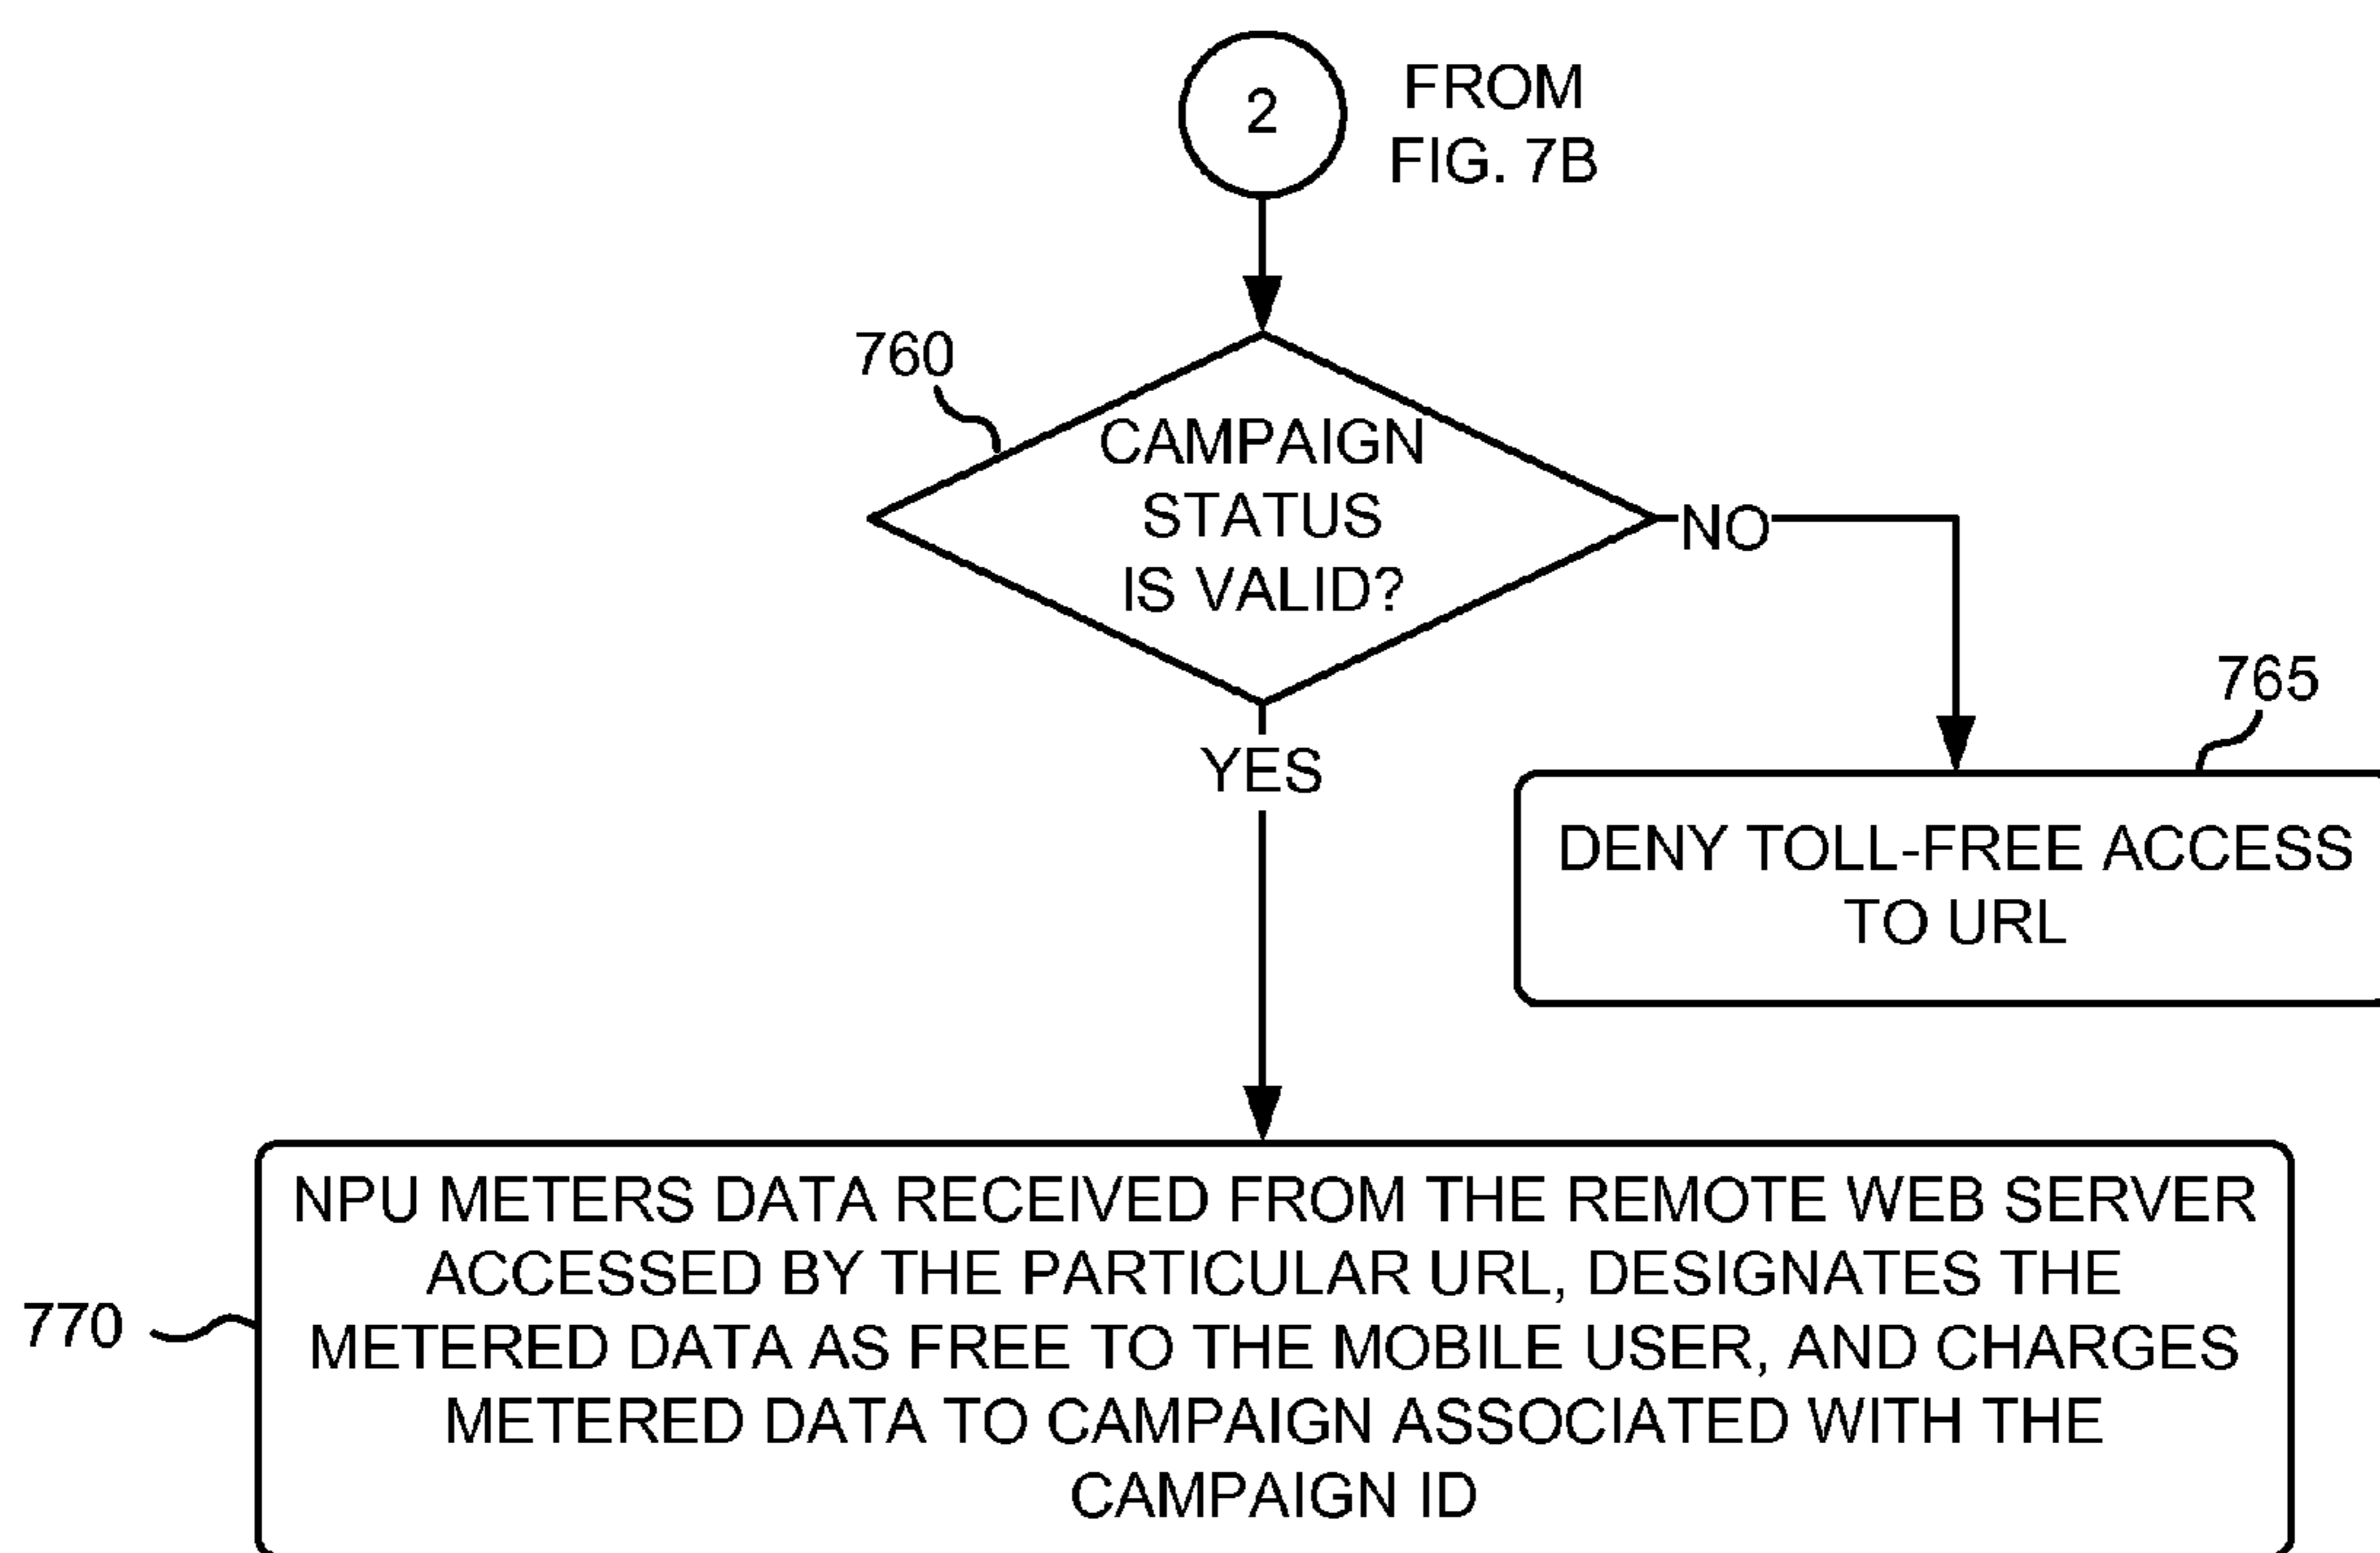 2
FROM
FIG. 7B
760
CAMPAIGN
STATUS
IS VALID?
NO
YES
765
DENY TOLL-FREE ACCESS
TO URL
770
NPU METERS DATA RECEIVED FROM THE REMOTE WEB SERVER
ACCESSED BY THE PARTICULAR URL, DESIGNATES THE
METERED DATA AS FREE TO THE MOBILE USER, AND CHARGES
METERED DATA TO CAMPAIGN ASSOCIATED WITH THE
CAMPAIGN ID